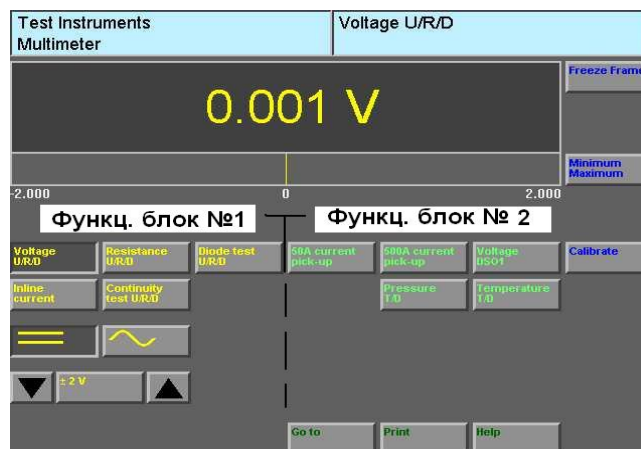 Test Instruments
Multimeter
Voltage U/R/D
Freeze Frame
0.001 V
Minimum
Maximum
-2.000 0 2.000
Функц. блок №1 Функц. блок № 2
Voltage
U/R/D
Resistance
U/R/D
Diode test
U/R/D
50A current
pick-up
500A current
pick-up
Voltage
DSO1
Calibrate
Inline
current
Continuity
test U/R/D
Pressure
T/D
Temperature
T/D
± 2 V
Go to
Print
Help